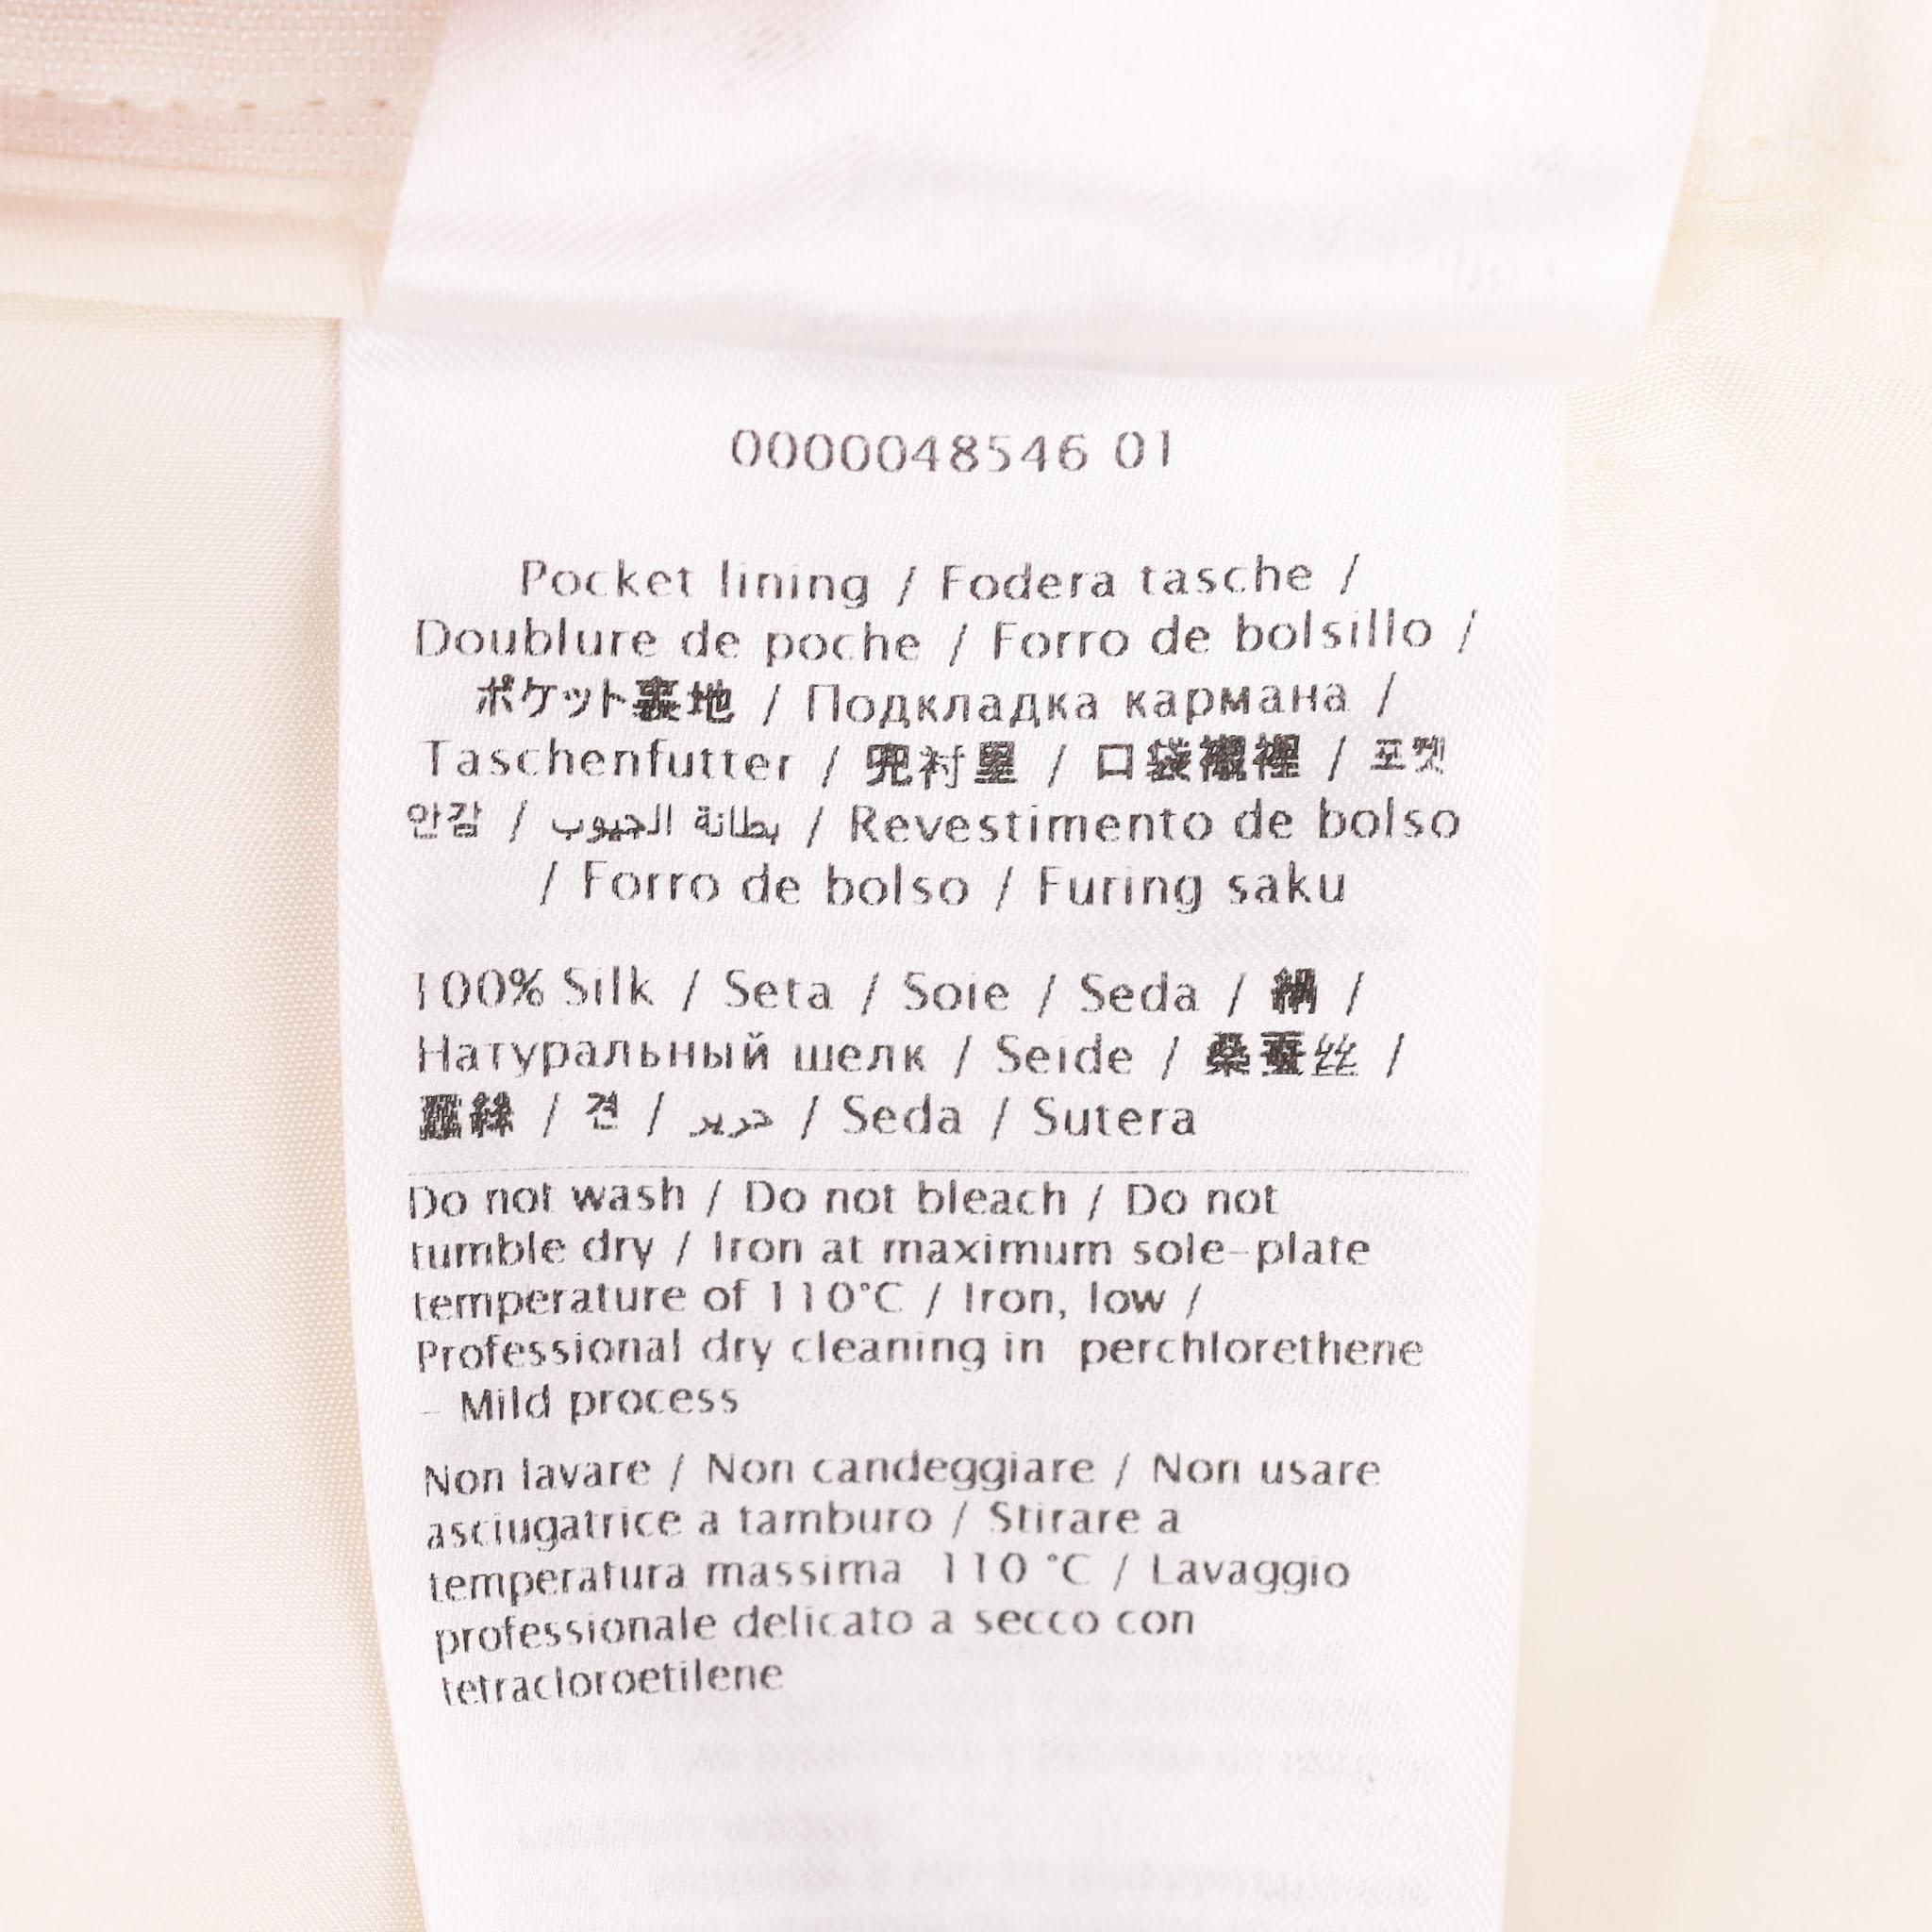 0000048546 01
Pocket lining / Fodera tasche /
Doublure de poche / Forro de bolsillo /
ポケット裏地 / Подкладка кармана /
Taschenfutter / 兜衬里 / 口袋襯裡 / 포켓
안감 / بطانة الجيوب / Revestimento de bolso
/ Forro de bolso / Furing saku
100% Silk / Seta / Soie / Seda / 絹 /
Натуральный шелк / Seide / 桑蚕丝 /
蠶絲 / 견 / حرير / Seda / Sutera
Do not wash / Do not bleach / Do not
tumble dry / Iron at maximum sole-plate
temperature of 110°C / Iron, low /
Professional dry cleaning in perchlorethene
- Mild process
Non lavare / Non candeggiare / Non usare
asciugatrice a tamburo / Stirare a
temperatura massima 110 °C / Lavaggio
professionale delicato a secco con
tetracloroetilene